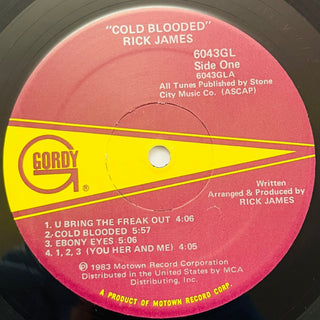 "COLD BLOODED"
RICK JAMES
6043GL
Side One
6043GLA
All Tunes Published by Stone
City Music Co. (ASCAP)
GORDY
G
®
Written
Arranged & Produced by
RICK JAMES
1. U BRING THE FREAK OUT 4:06
2. COLD BLOODED 5:57
3. EBONY EYES 5:06
4. 1, 2, 3 (YOU HER AND ME) 4:05
℗ © 1983 Motown Record Corporation
Distributed in the United States by MCA
Distributing, Inc.
A PRODUCT OF MOTOWN RECORD CORP.